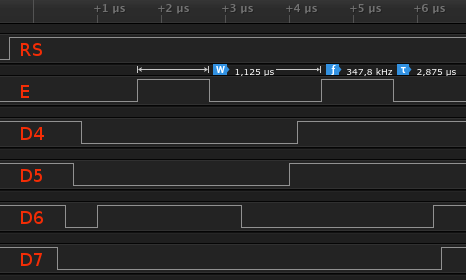 +1 µs +2 µs +3 µs +4 µs +5 µs +6 µs
RS
W 1,125 µs ƒ 347,8 kHz τ 2,875 µs
E
D4
D5
D6
D7